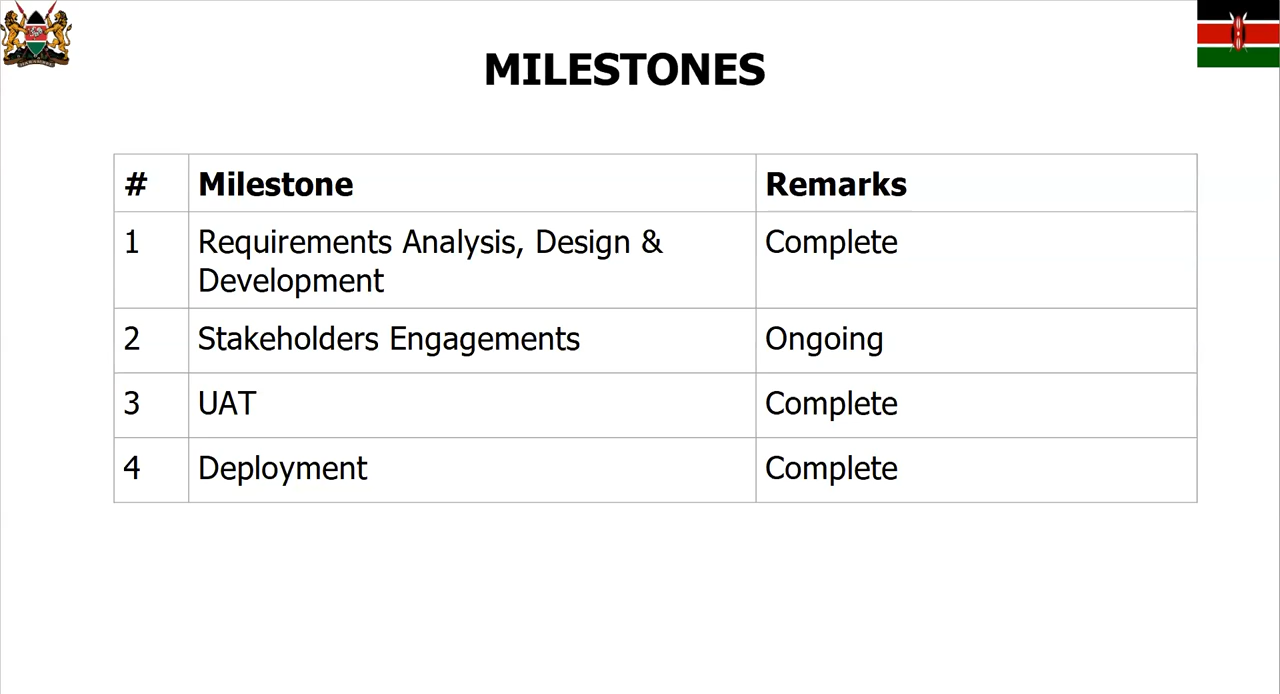 MILESTONES
# Milestone Remarks
1 Requirements Analysis, Design & Complete
Development
2 Stakeholders Engagements Ongoing
3 UAT Complete
4 Deployment Complete